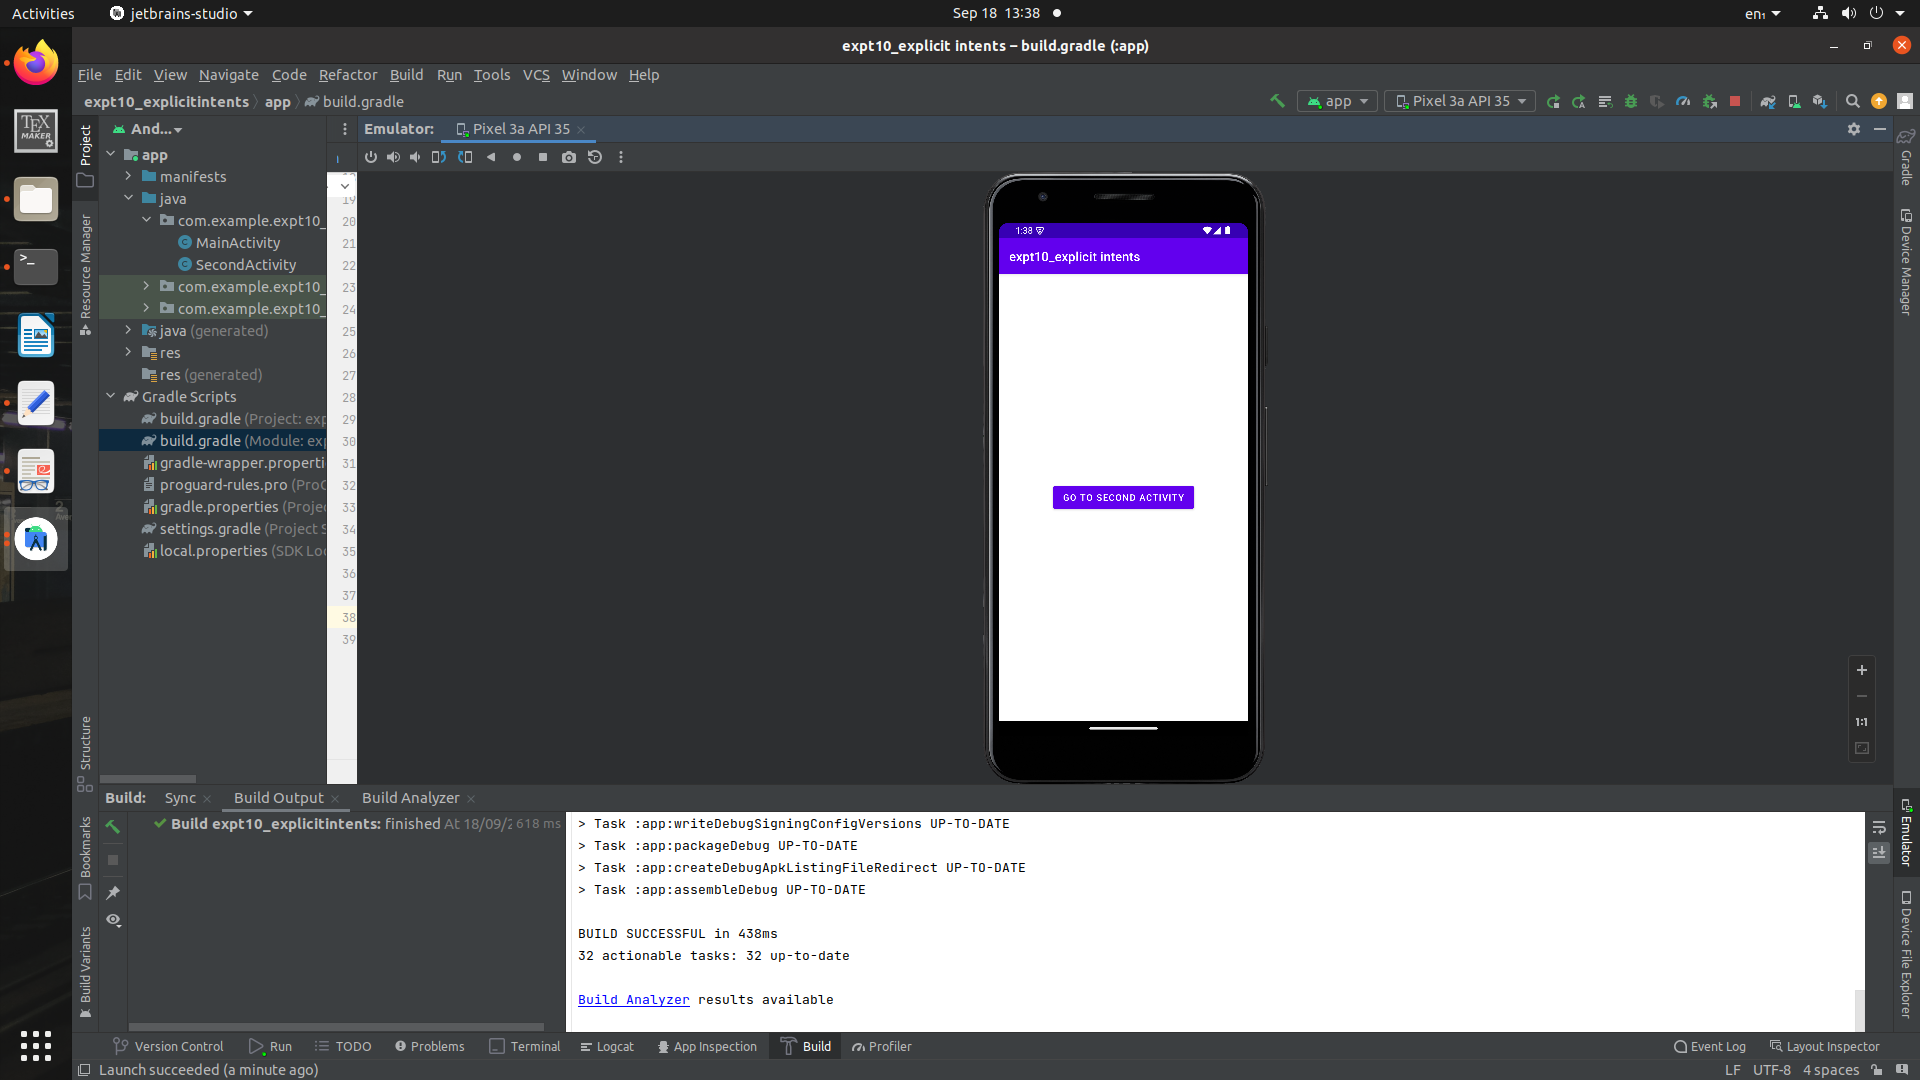 Activities
jetbrains-studio
Sep 18 13:38
en₁
expt10_explicit intents – build.gradle (:app)
File Edit View Navigate Code Refactor Build Run Tools VCS Window Help
expt10_explicitintents app build.gradle
app
Pixel 3a API 35
TEX
MAKER
Project
And...
Emulator: Pixel 3a API 35
Gradle
Device Manager
Resource Manager
app
manifests
java
com.example.expt10_
MainActivity
SecondActivity
com.example.expt10_
com.example.expt10_
java (generated)
res
res (generated)
Gradle Scripts
build.gradle (Project: exp
build.gradle (Module: exp
gradle-wrapper.properti
proguard-rules.pro (ProG
gradle.properties (Projec
settings.gradle (Project S
local.properties (SDK Loc
19
20
21
22
23
24
25
26
27
28
29
30
31
32
33
34
35
36
37
38
39
1:38
expt10_explicit intents
GO TO SECOND ACTIVITY
1:1
Structure
Bookmarks
Build Variants
Build: Sync Build Output Build Analyzer
Build expt10_explicitintents: finished At 18/09/2 618 ms
> Task :app:writeDebugSigningConfigVersions UP-TO-DATE
> Task :app:packageDebug UP-TO-DATE
> Task :app:createDebugApkListingFileRedirect UP-TO-DATE
> Task :app:assembleDebug UP-TO-DATE
BUILD SUCCESSFUL in 438ms
32 actionable tasks: 32 up-to-date
Build Analyzer results available
Emulator
Device File Explorer
Version Control Run TODO Problems Terminal Logcat App Inspection Build Profiler
Event Log Layout Inspector
Launch succeeded (a minute ago)
LF UTF-8 4 spaces